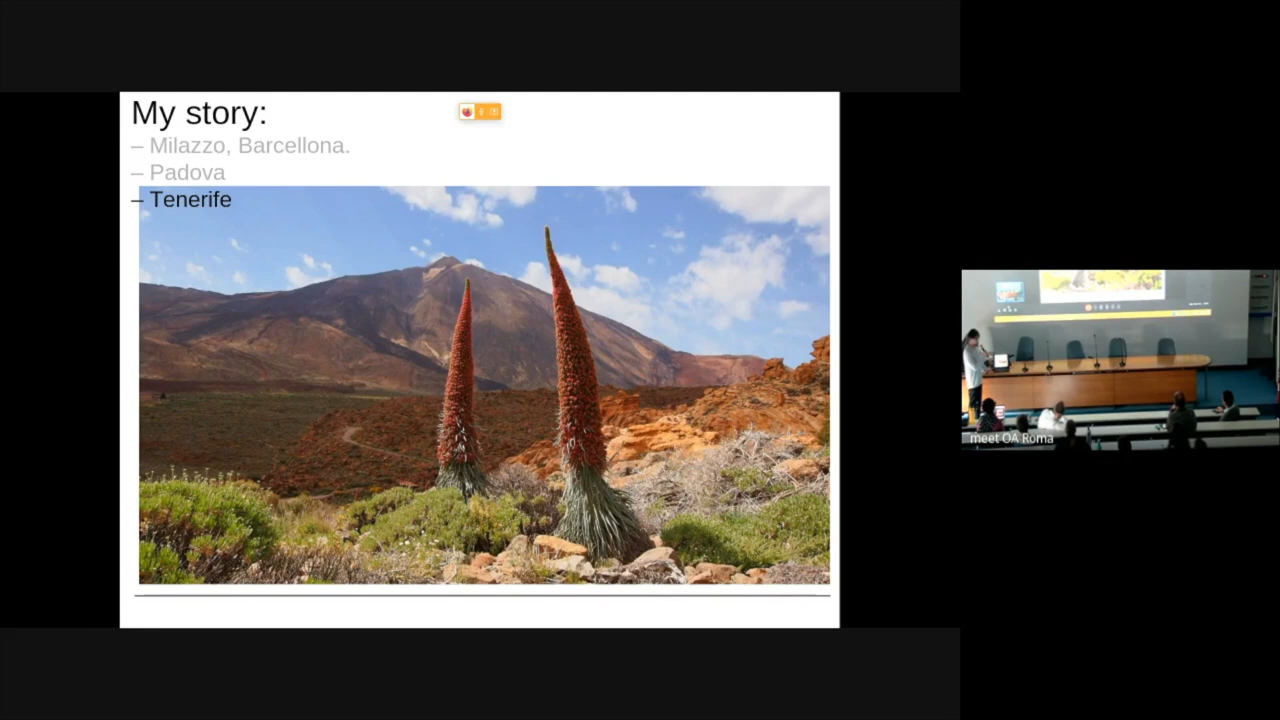 My story:
– Milazzo, Barcellona.
– Padova
– Tenerife
meet OA Roma